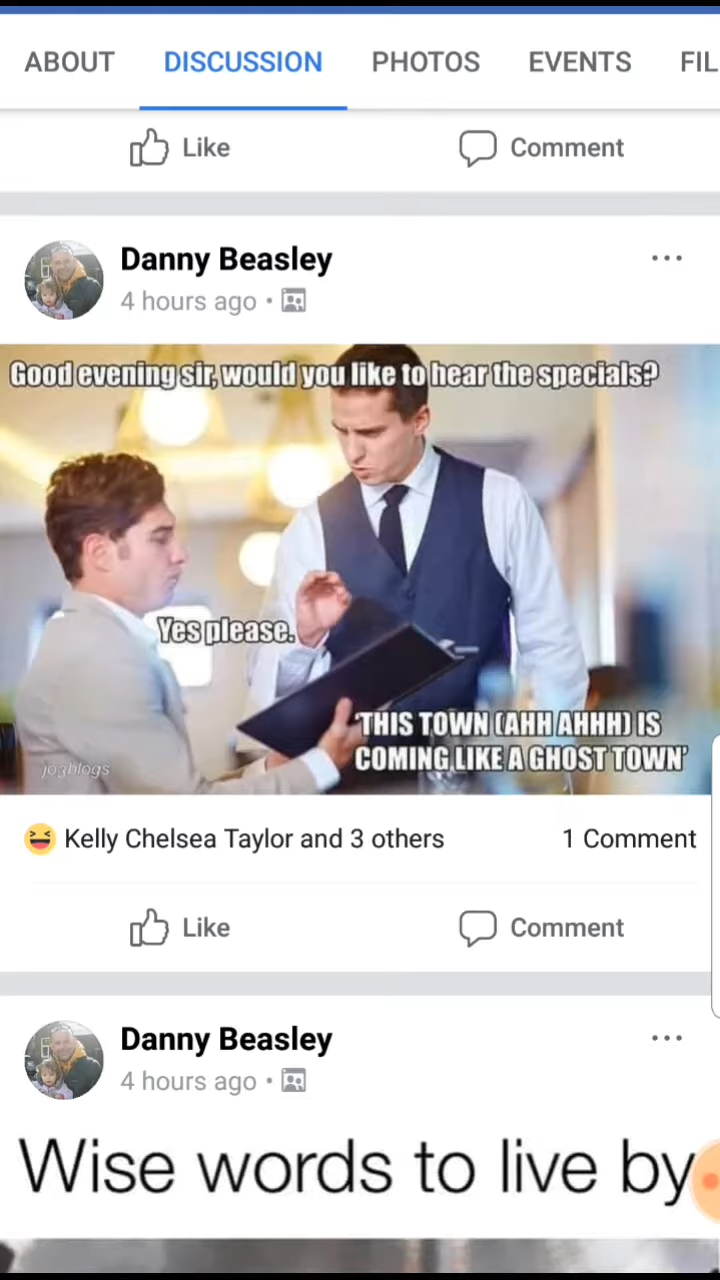 ABOUT DISCUSSION PHOTOS EVENTS FIL
Like Comment
Danny Beasley
4 hours ago •
Good evening sir, would you like to hear the specials?
Yes please.
'THIS TOWN (AHH AHHH) IS
COMING LIKE A GHOST TOWN'
jo3blogs
Kelly Chelsea Taylor and 3 others 1 Comment
Like Comment
Danny Beasley
4 hours ago •
Wise words to live by